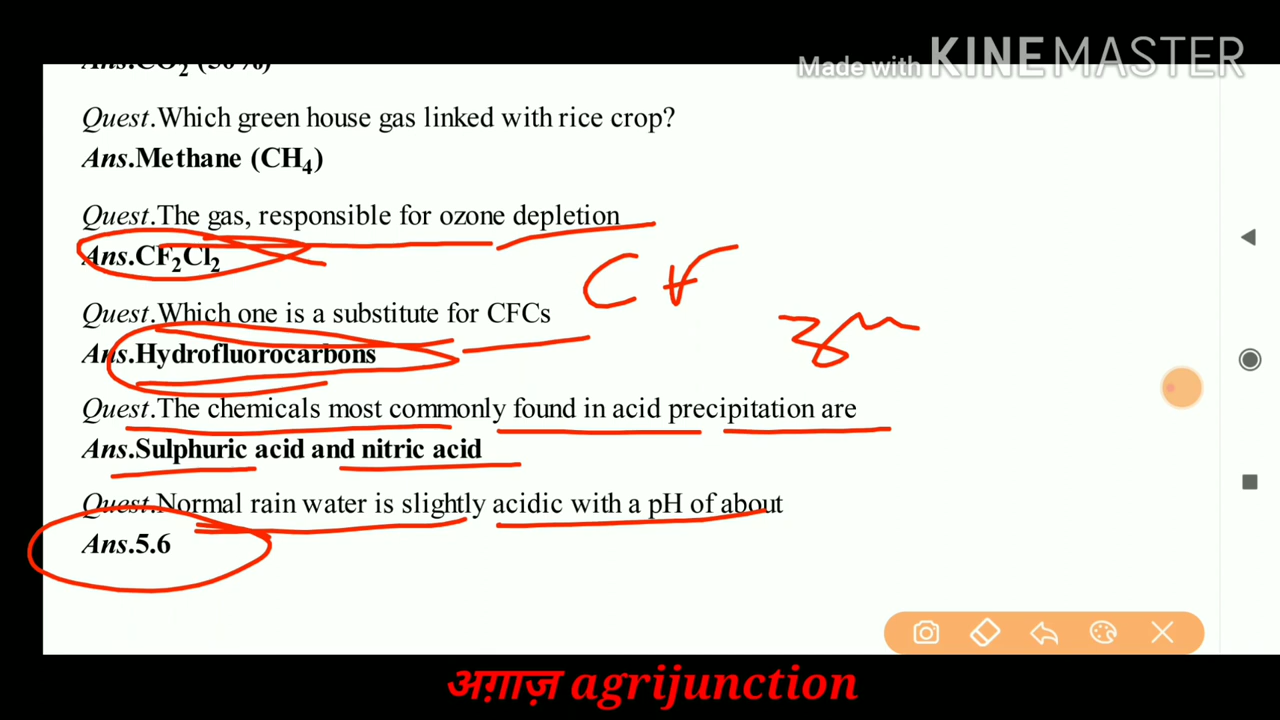 Made with KINEMASTER
Ans.CO₂ (50%)
Quest.Which green house gas linked with rice crop?
Ans.Methane (CH₄)
Quest.The gas, responsible for ozone depletion
Ans.CF₂Cl₂
Quest.Which one is a substitute for CFCs
Ans.Hydrofluorocarbons
Quest.The chemicals most commonly found in acid precipitation are
Ans.Sulphuric acid and nitric acid
Quest.Normal rain water is slightly acidic with a pH of about
Ans.5.6
अग़ाज़ agrijunction